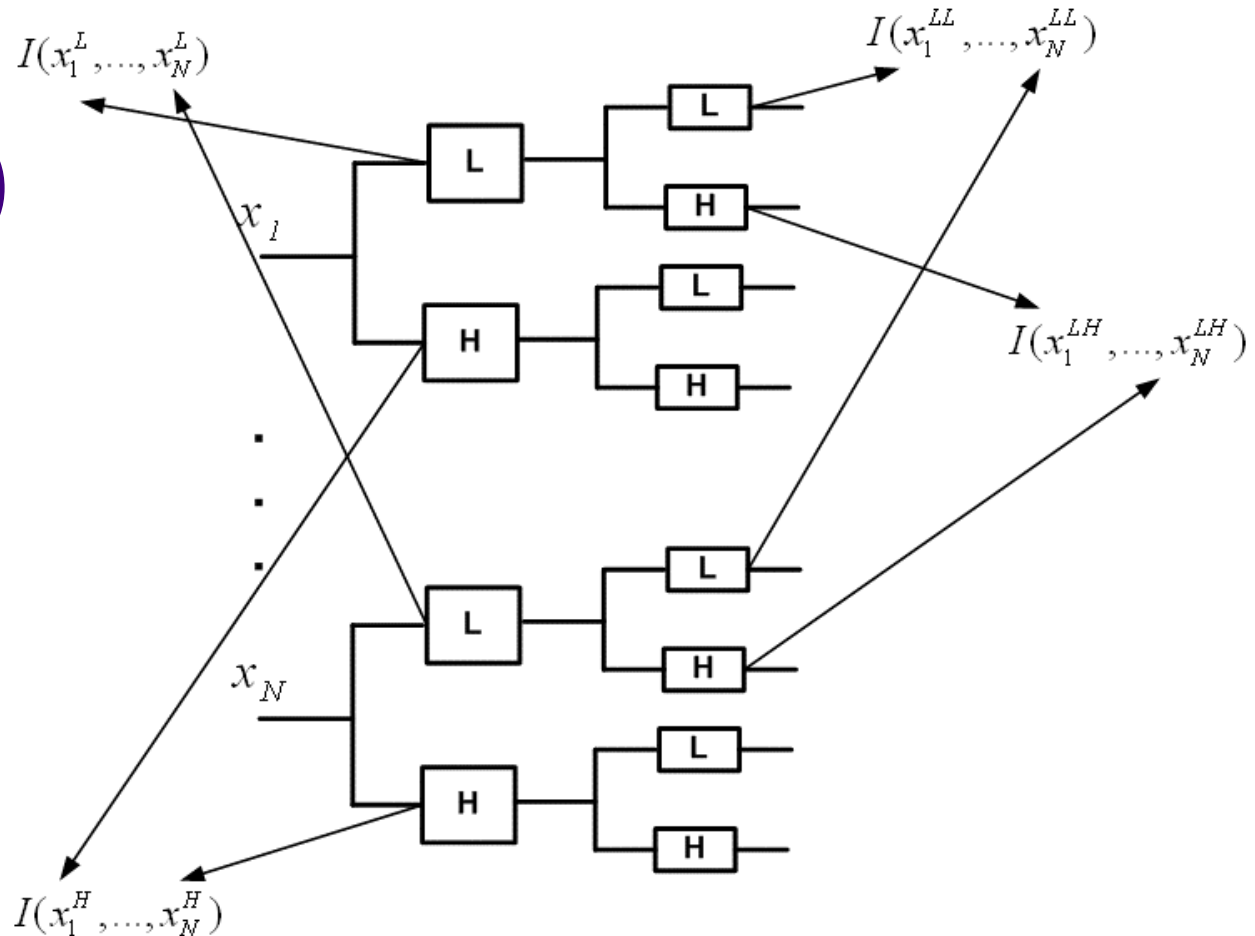 I(x_1^L,...,x_N^L)
I(x_1^{LL},...,x_N^{LL})
L
L
H
x_1
L
H
H
I(x_1^{LH},...,x_N^{LH})
.
.
.
L
L
H
x_N
L
H
H
I(x_1^H,...,x_N^H)